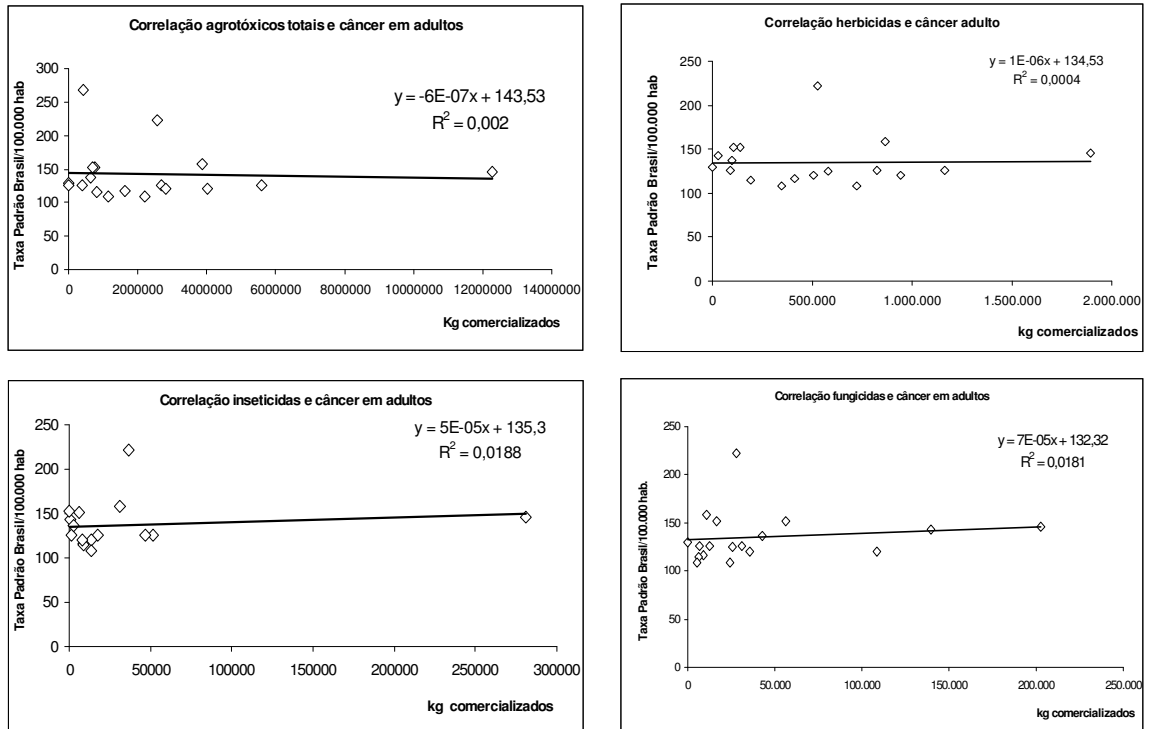 Correlação agrotóxicos totais e câncer em adultos
Taxa Padrão Brasil/100.000 hab
300
250
200
150
100
50
0
y = -6E-07x + 143,53
R² = 0,002
0 2000000 4000000 6000000 8000000 10000000 12000000 14000000
Kg comercializados
Correlação herbicidas e câncer adulto
Taxa Padrão Brasil/100.000 hab
250
200
150
100
50
0
y = 1E-06x + 134,53
R² = 0,0004
0 500.000 1.000.000 1.500.000 2.000.000
kg comercializados
Correlação inseticidas e câncer em adultos
Taxa Padrão Brasil/100.000 hab
250
200
150
100
50
0
y = 5E-05x + 135,3
R² = 0,0188
0 50000 100000 150000 200000 250000 300000
kg comercializados
Correlação fungicidas e câncer em adultos
Taxa Padrão Brasil/100.000 hab.
250
200
150
100
50
0
y = 7E-05x + 132,32
R² = 0,0181
0 50.000 100.000 150.000 200.000 250.000
kg comercializados